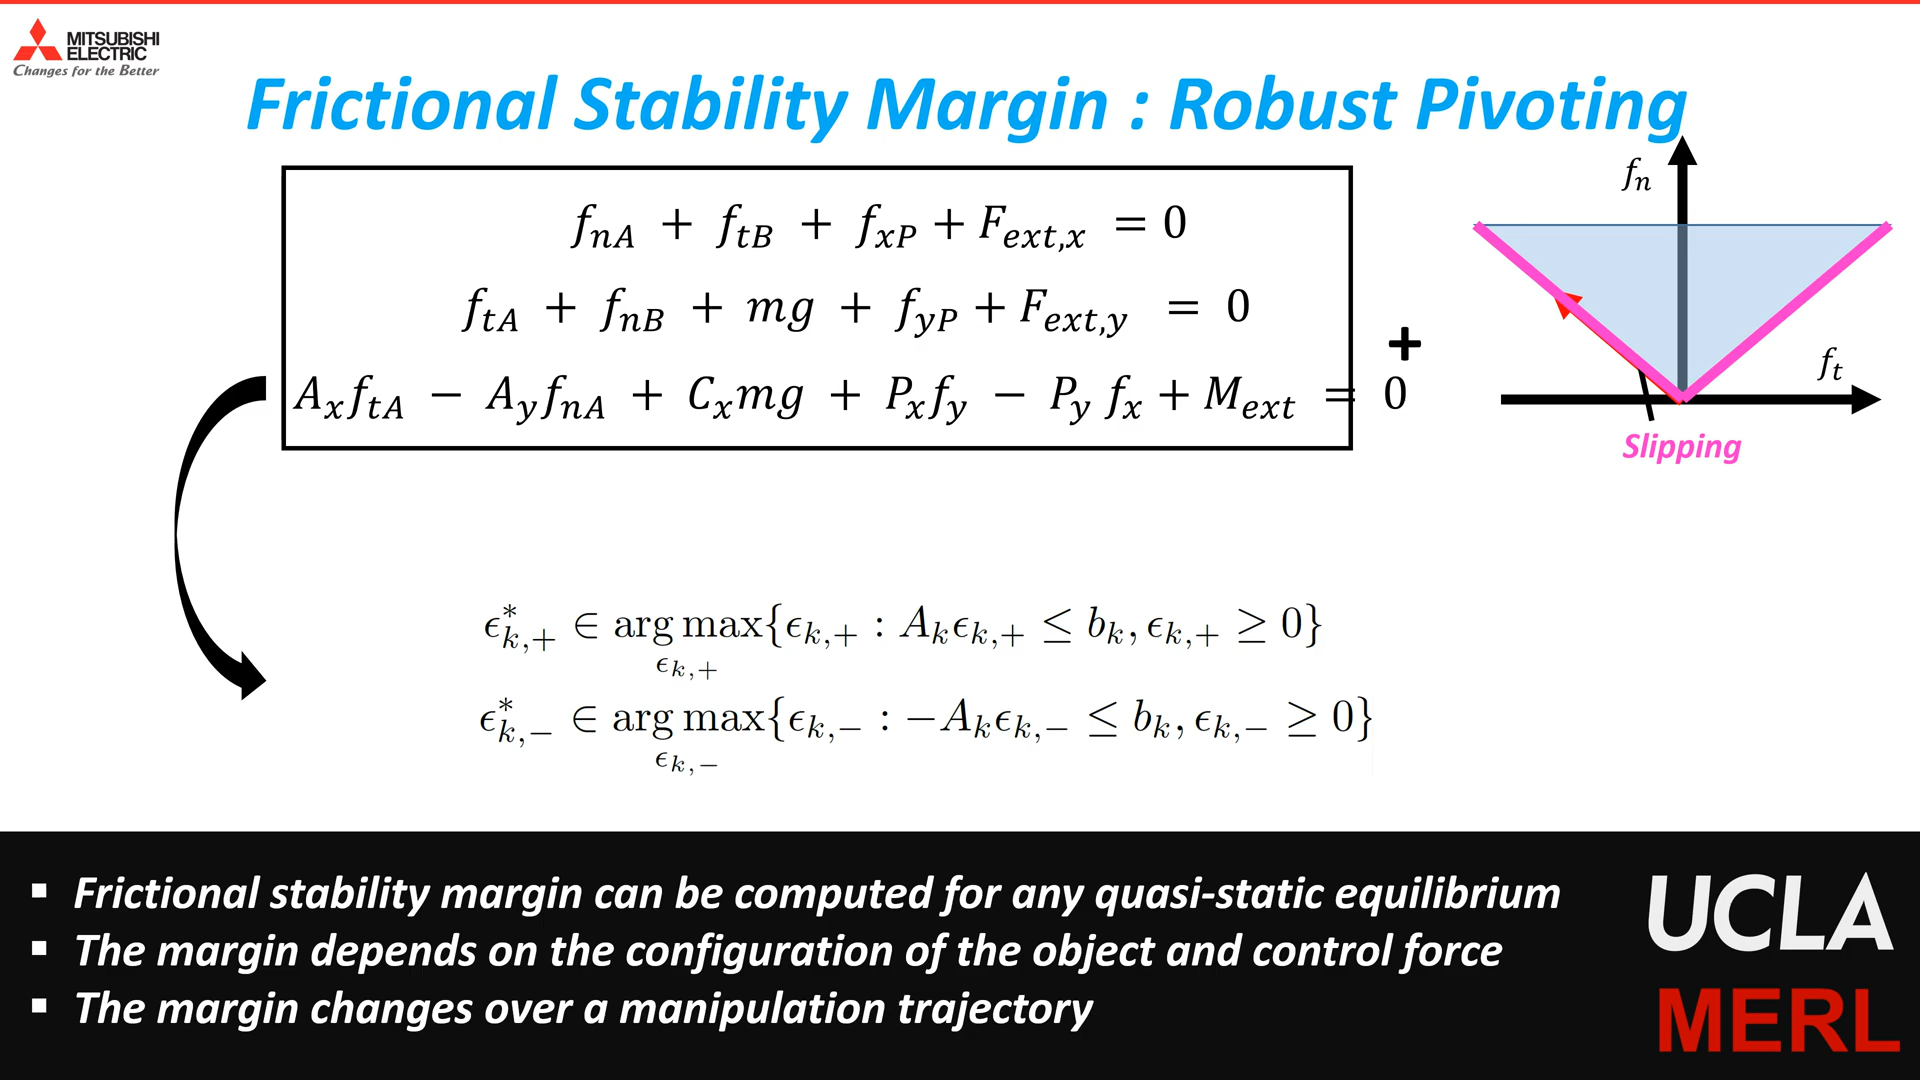 MITSUBISHI
ELECTRIC
Changes for the Better
Frictional Stability Margin : Robust Pivoting
f_{nA} + f_{tB} + f_{xP} + F_{ext,x} = 0
f_{tA} + f_{nB} + mg + f_{yP} + F_{ext,y} = 0
A_x f_{tA} − A_y f_{nA} + C_x mg + P_x f_y − P_y f_x + M_{ext} = 0
+
f_n
f_t
Slipping
ϵ^*_{k,+} ∈ arg max_{ϵ_{k,+}} {ϵ_{k,+} : A_k ϵ_{k,+} ≤ b_k, ϵ_{k,+} ≥ 0}
ϵ^*_{k,−} ∈ arg max_{ϵ_{k,−}} {ϵ_{k,−} : −A_k ϵ_{k,−} ≤ b_k, ϵ_{k,−} ≥ 0}
▪ Frictional stability margin can be computed for any quasi-static equilibrium
▪ The margin depends on the configuration of the object and control force
▪ The margin changes over a manipulation trajectory
UCLA
MERL